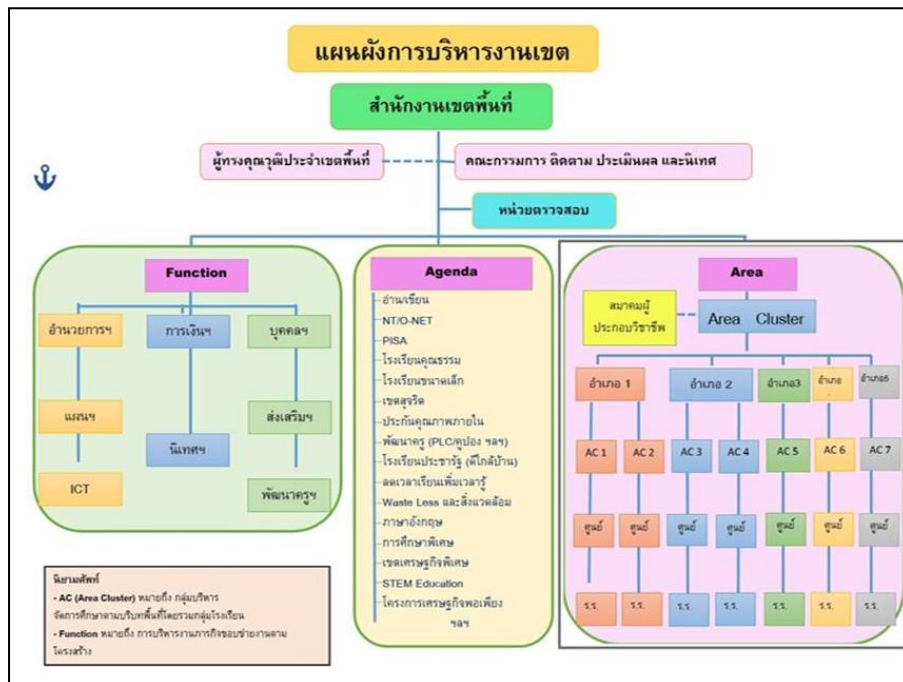 แผนผังการบริหารงานเขต
สำนักงานเขตพื้นที่
ผู้ทรงคุณวุฒิประจำเขตพื้นที่
คณะกรรมการ ติดตาม ประเมินผล และนิเทศ
หน่วยตรวจสอบ
Function
อำนวยการฯ
การเงินฯ
บุคคลฯ
แผนฯ
นิเทศฯ
ส่งเสริมฯ
ICT
พัฒนาครูฯ
Agenda
อ่าน/เขียน
NT/O-NET
PISA
โรงเรียนคุณธรรม
โรงเรียนขนาดเล็ก
เขตสุจริต
ประกันคุณภาพภายใน
พัฒนาครู (PLC/คูปอง ฯลฯ)
โรงเรียนประชารัฐ (ดีใกล้บ้าน)
ลดเวลาเรียนเพิ่มเวลารู้
Waste Less และสิ่งแวดล้อม
ภาษาอังกฤษ
การศึกษาพิเศษ
เขตเศรษฐกิจพิเศษ
STEM Education
โครงการเศรษฐกิจพอเพียง
ฯลฯ
Area
สมาคมผู้
ประกอบวิชาชีพ
Area Cluster
อำเภอ 1
อำเภอ 2
อำเภอ3
อำเภอ
อำเภอ5
AC 1
AC 2
AC 3
AC 4
AC 5
AC 6
AC 7
ศูนย์
ศูนย์
ศูนย์
ศูนย์
ศูนย์
ศูนย์
ศูนย์
ร.ร.
ร.ร.
ร.ร.
ร.ร.
ร.ร.
ร.ร.
ร.ร.
นิยามศัพท์
- AC (Area Cluster) หมายถึง กลุ่มบริหาร
จัดการศึกษาตามบริบทพื้นที่โดยรวมกลุ่มโรงเรียน
- Function หมายถึง การบริหารงานภารกิจขอบข่ายงานตาม
โครงสร้าง